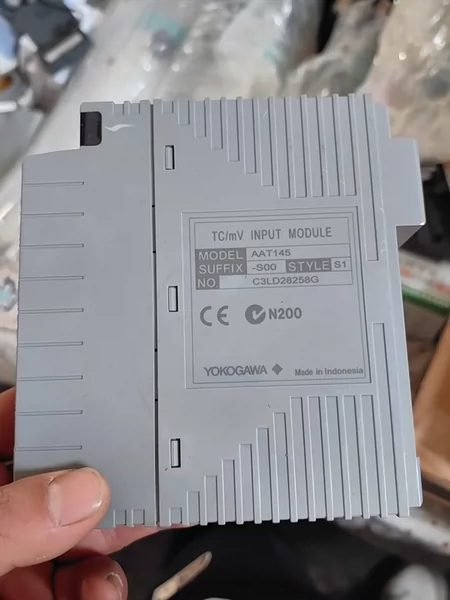 TC/mV INPUT MODULE
MODEL AAT145
SUFFIX -S00 STYLE S1
NO C3LD28258G
CE N200
YOKOGAWA Made in Indonesia